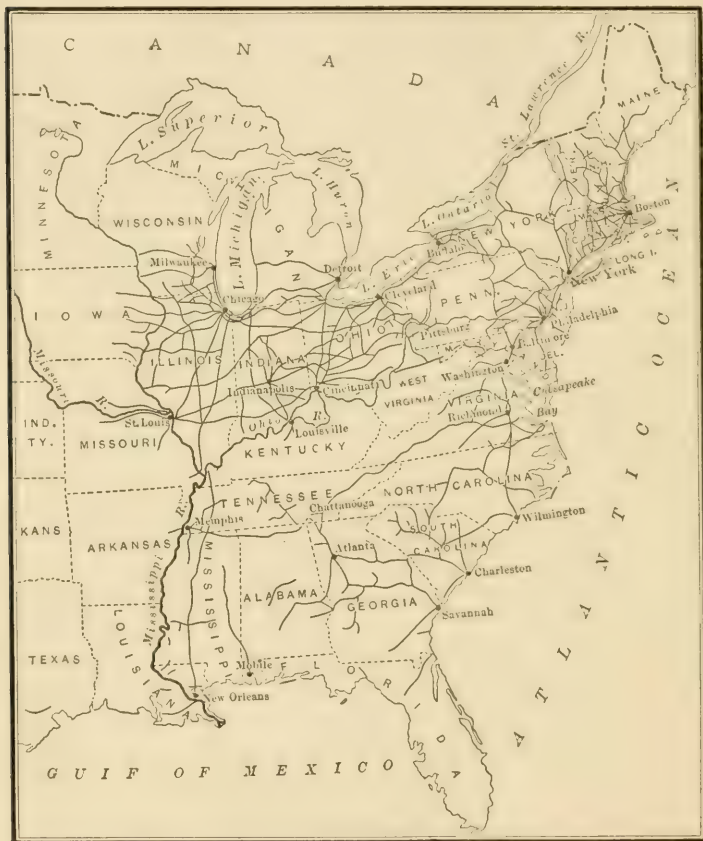 CANADA
St. Lawrence R.
MAINE
MINNESOTA
L. Superior
MICHIGAN
L. Huron
WISCONSIN
L. Michigan
L. Ontario
VER.
Boston
NEW YORK
Buffalo
Milwaukee
Detroit
L. Erie
LONG I.
New York
Chicago
Cleveland
PENN.
IOWA
OHIO
Pittsburg
Philadelphia
ILLINOIS
INDIANA
Baltimore
DEL.
Missouri R.
Indianapolis
Cincinnati
WEST VIRGINIA
Washington
Chesapeake Bay
VIRGINIA
Richmond
IND. TY.
St. Louis
MISSOURI
Ohio R.
Louisville
KENTUCKY
TENNESSEE
NORTH CAROLINA
Chattanooga
KANS
ARKANSAS
Memphis
Mississippi R.
Atlanta
SOUTH CAROLINA
Wilmington
Charleston
MISSISSIPPI
ALABAMA
GEORGIA
Savannah
TEXAS
LOUISIANA
Mobile
FLORIDA
New Orleans
ATLANTIC OCEAN
GULF OF MEXICO